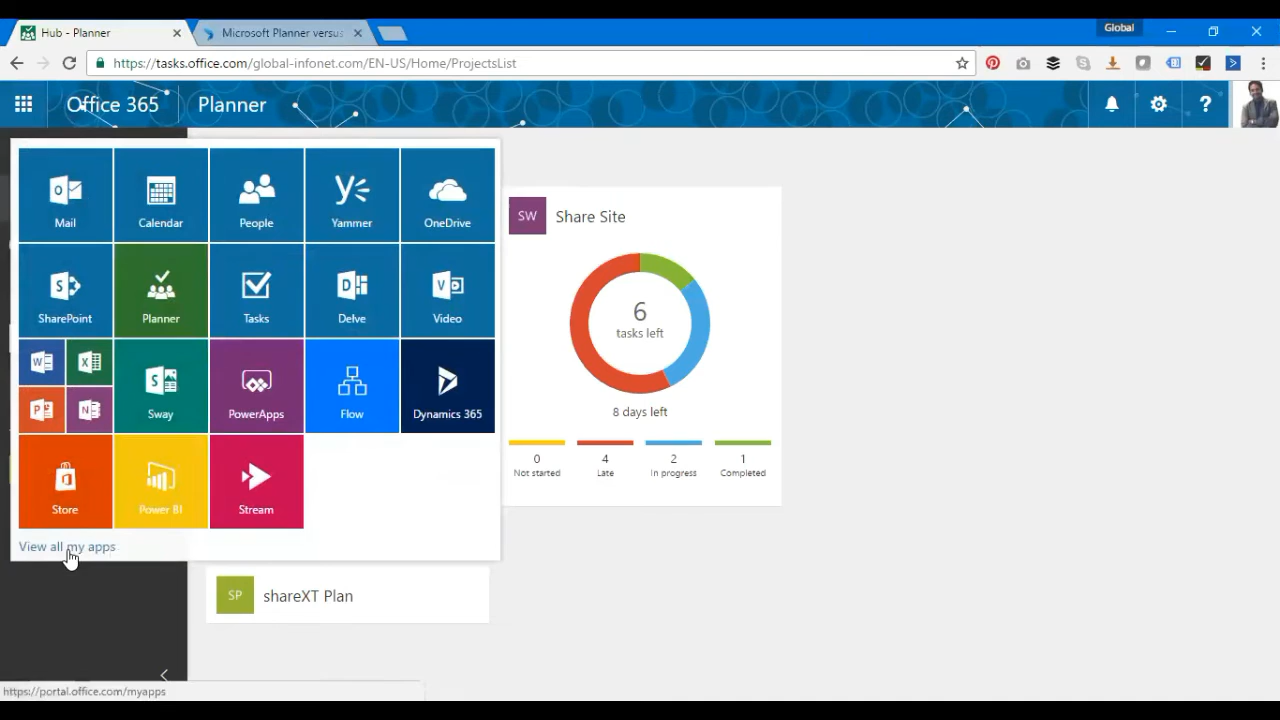 Hub - Planner
Microsoft Planner versus
Global
https://tasks.office.com/global-infonet.com/EN-US/Home/ProjectsList
Office 365
Planner
?
Mail
Calendar
People
Yammer
OneDrive
SharePoint
Planner
Tasks
Delve
Video
Sway
PowerApps
Flow
Dynamics 365
Store
Power BI
Stream
View all my apps
SW
Share Site
6
tasks left
8 days left
0
4
2
1
Not started
Late
In progress
Completed
SP
shareXT Plan
https://portal.office.com/myapps